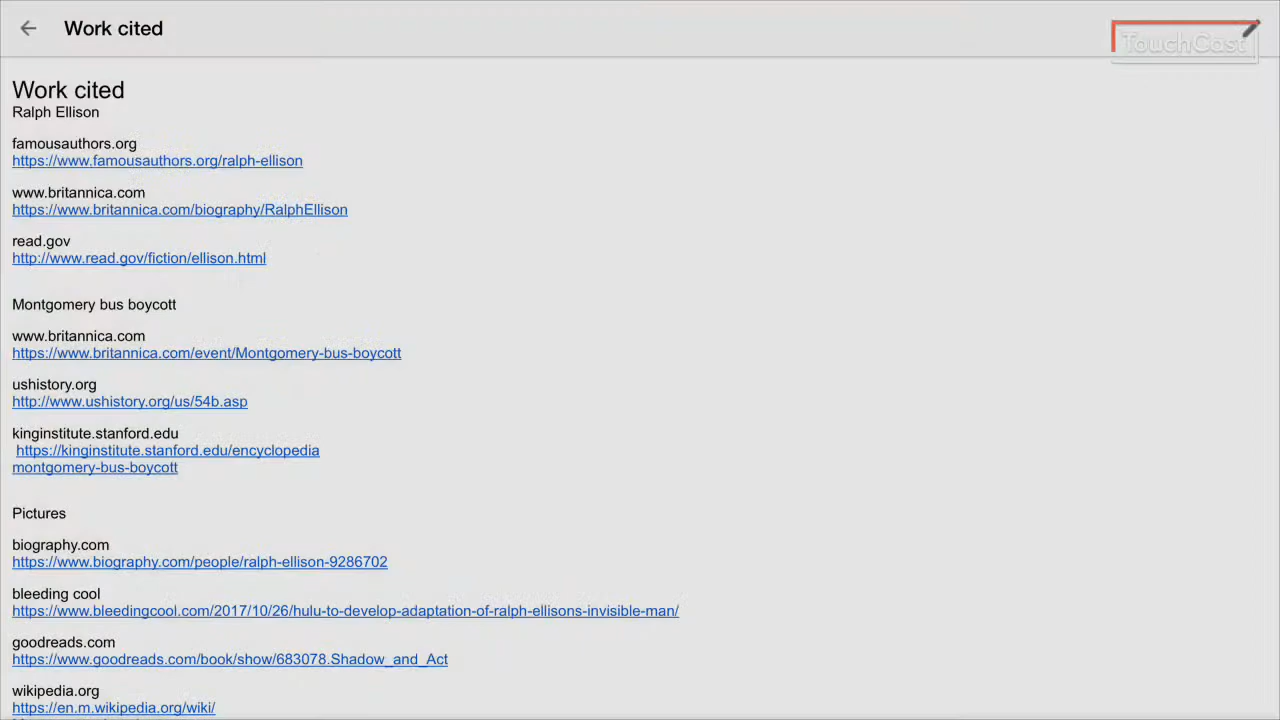 Work cited
TouchCast
Work cited
Ralph Ellison
famousauthors.org
https://www.famousauthors.org/ralph-ellison
www.britannica.com
https://www.britannica.com/biography/RalphEllison
read.gov
http://www.read.gov/fiction/ellison.html
Montgomery bus boycott
www.britannica.com
https://www.britannica.com/event/Montgomery-bus-boycott
ushistory.org
http://www.ushistory.org/us/54b.asp
kinginstitute.stanford.edu
https://kinginstitute.stanford.edu/encyclopedia
montgomery-bus-boycott
Pictures
biography.com
https://www.biography.com/people/ralph-ellison-9286702
bleeding cool
https://www.bleedingcool.com/2017/10/26/hulu-to-develop-adaptation-of-ralph-ellisons-invisible-man/
goodreads.com
https://www.goodreads.com/book/show/683078.Shadow_and_Act
wikipedia.org
https://en.m.wikipedia.org/wiki/